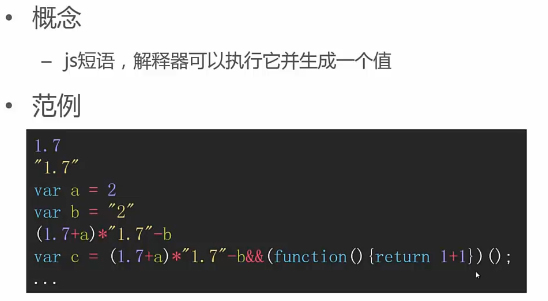 • 概念
– js短语，解释器可以执行它并生成一个值
• 范例
1.7
"1.7"
var a = 2
var b = "2"
(1.7+a)*"1.7"-b
var c = (1.7+a)*"1.7"-b&&(function(){return 1+1})();
...